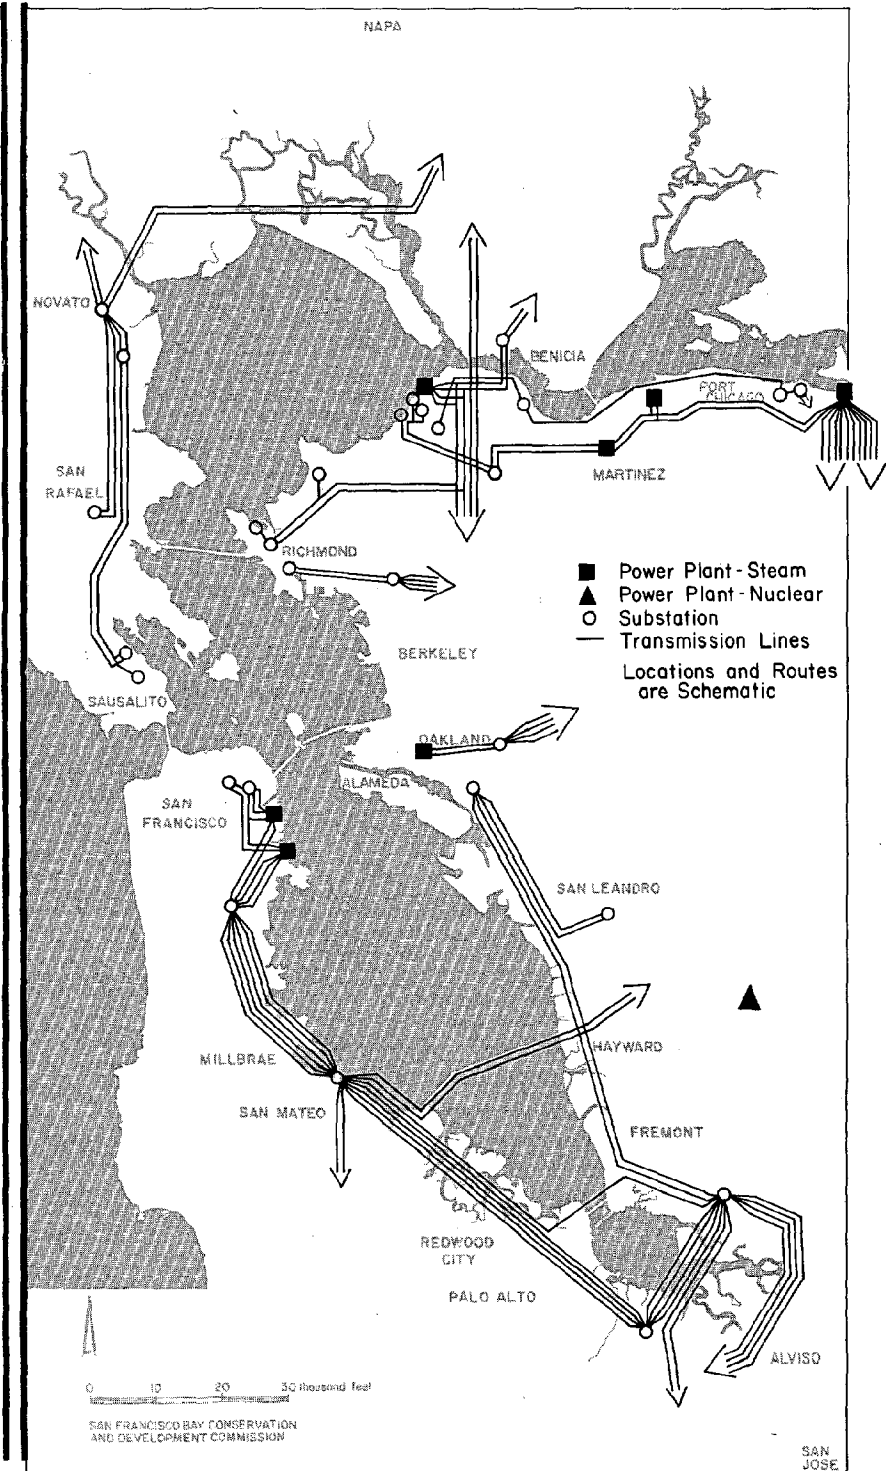 NAPA
NOVATO
BENICIA
PORT
CHICAGO
SAN
RAFAEL
MARTINEZ
RICHMOND
Power Plant-Steam
Power Plant-Nuclear
Substation
Transmission Lines
Locations and Routes
are Schematic
BERKELEY
SAUSALITO
OAKLAND
ALAMEDA
SAN
FRANCISCO
SAN LEANDRO
HAYWARD
MILLBRAE
SAN MATEO
FREMONT
REDWOOD
CITY
PALO ALTO
ALVISO
0 10 20 30 thousand feet
SAN FRANCISCO BAY CONSERVATION
AND DEVELOPMENT COMMISSION
SAN
JOSE